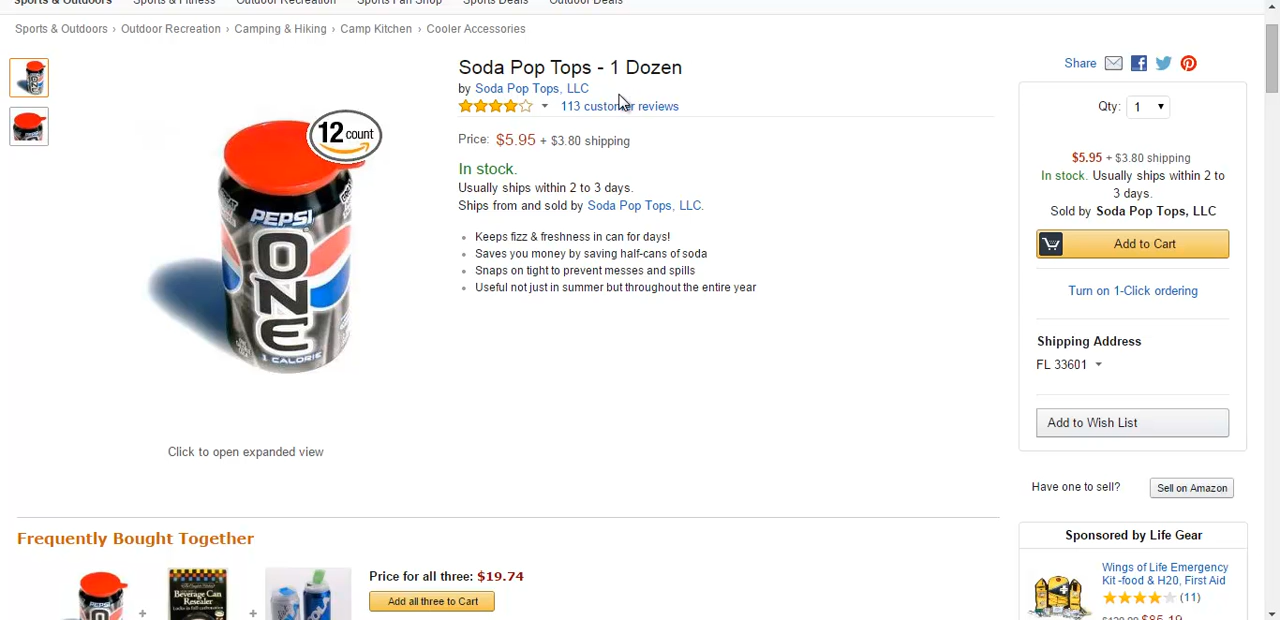 Sports & Outdoors Sports & Fitness Outdoor Recreation Sports Fan Shop Sports Deals Outdoor Deals
Sports & Outdoors › Outdoor Recreation › Camping & Hiking › Camp Kitchen › Cooler Accessories
Soda Pop Tops - 1 Dozen
by Soda Pop Tops, LLC
113 customer reviews
Price: $5.95 + $3.80 shipping
In stock.
Usually ships within 2 to 3 days.
Ships from and sold by Soda Pop Tops, LLC.
Keeps fizz & freshness in can for days!
Saves you money by saving half-cans of soda
Snaps on tight to prevent messes and spills
Useful not just in summer but throughout the entire year
12 count
PEPSI
ONE
1 CALORIE
Click to open expanded view
Share
Qty: 1
$5.95 + $3.80 shipping
In stock. Usually ships within 2 to
3 days.
Sold by Soda Pop Tops, LLC
Add to Cart
Turn on 1-Click ordering
Shipping Address
FL 33601
Add to Wish List
Have one to sell? Sell on Amazon
Frequently Bought Together
Price for all three: $19.74
Add all three to Cart
Beverage Can
Resealer
Sponsored by Life Gear
Wings of Life Emergency
Kit -food & H20, First Aid
(11)